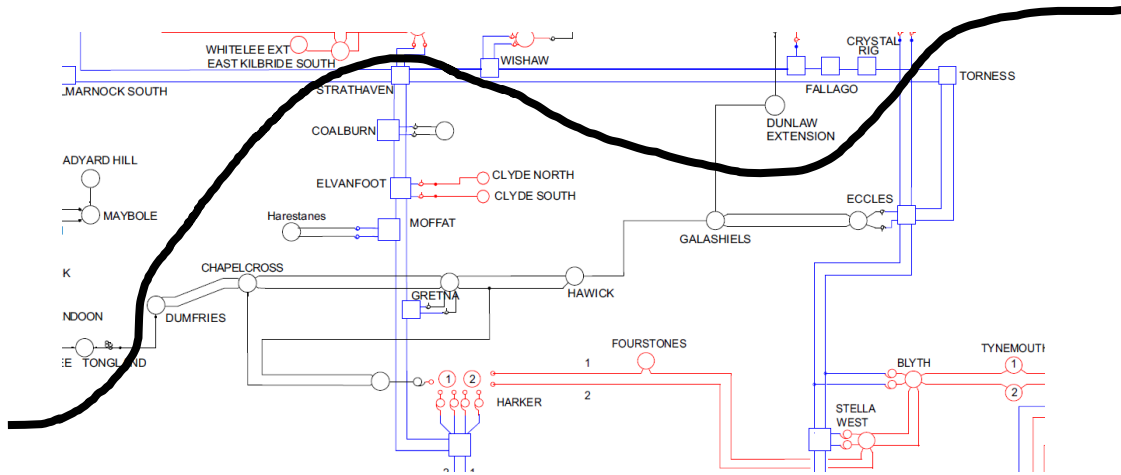 CRYSTAL
RIG
WHITELEE EXT
EAST KILBRIDE SOUTH
WISHAW
TORNESS
LMARNOCK SOUTH
STRATHAVEN
FALLAGO
COALBURN
DUNLAW
EXTENSION
ADYARD HILL
CLYDE NORTH
ELVANFOOT
CLYDE SOUTH
ECCLES
MAYBOLE
Harestanes
MOFFAT
GALASHIELS
CHAPELCROSS
K
GRETNA
HAWICK
NDOON
DUMFRIES
EE
TONGLAND
FOURSTONES
TYNEMOUTH
1
BLYTH
1
1
2
2
2
HARKER
STELLA
WEST
2
1